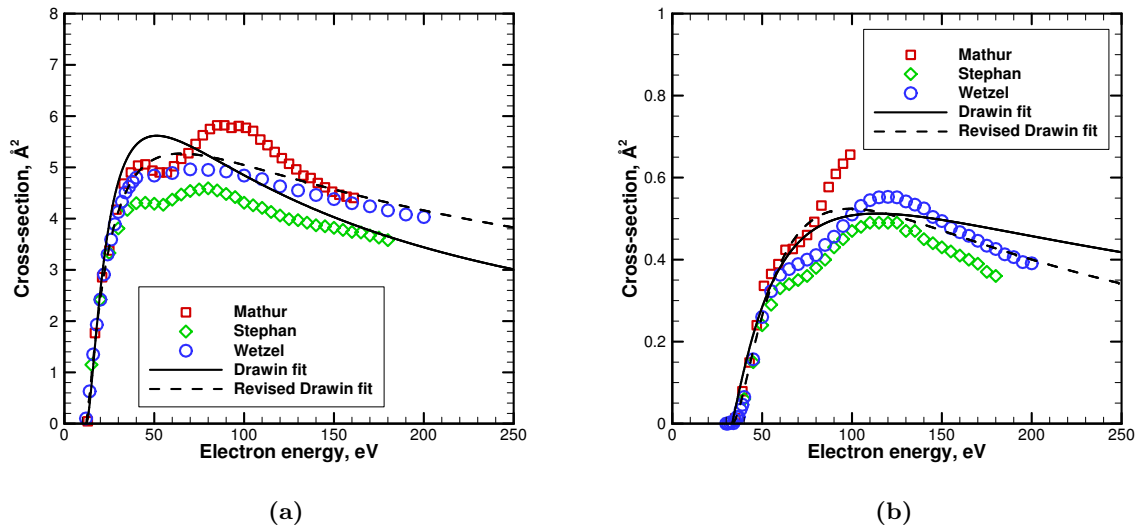 8
7
6
5
4
3
2
1
0
0 50 100 150 200 250
Cross-section, Å²
Electron energy, eV
Mathur
Stephan
Wetzel
Drawin fit
Revised Drawin fit
(a)
1
0.8
0.6
0.4
0.2
0
0 50 100 150 200 250
Cross-section, Å²
Electron energy, eV
Mathur
Stephan
Wetzel
Drawin fit
Revised Drawin fit
(b)